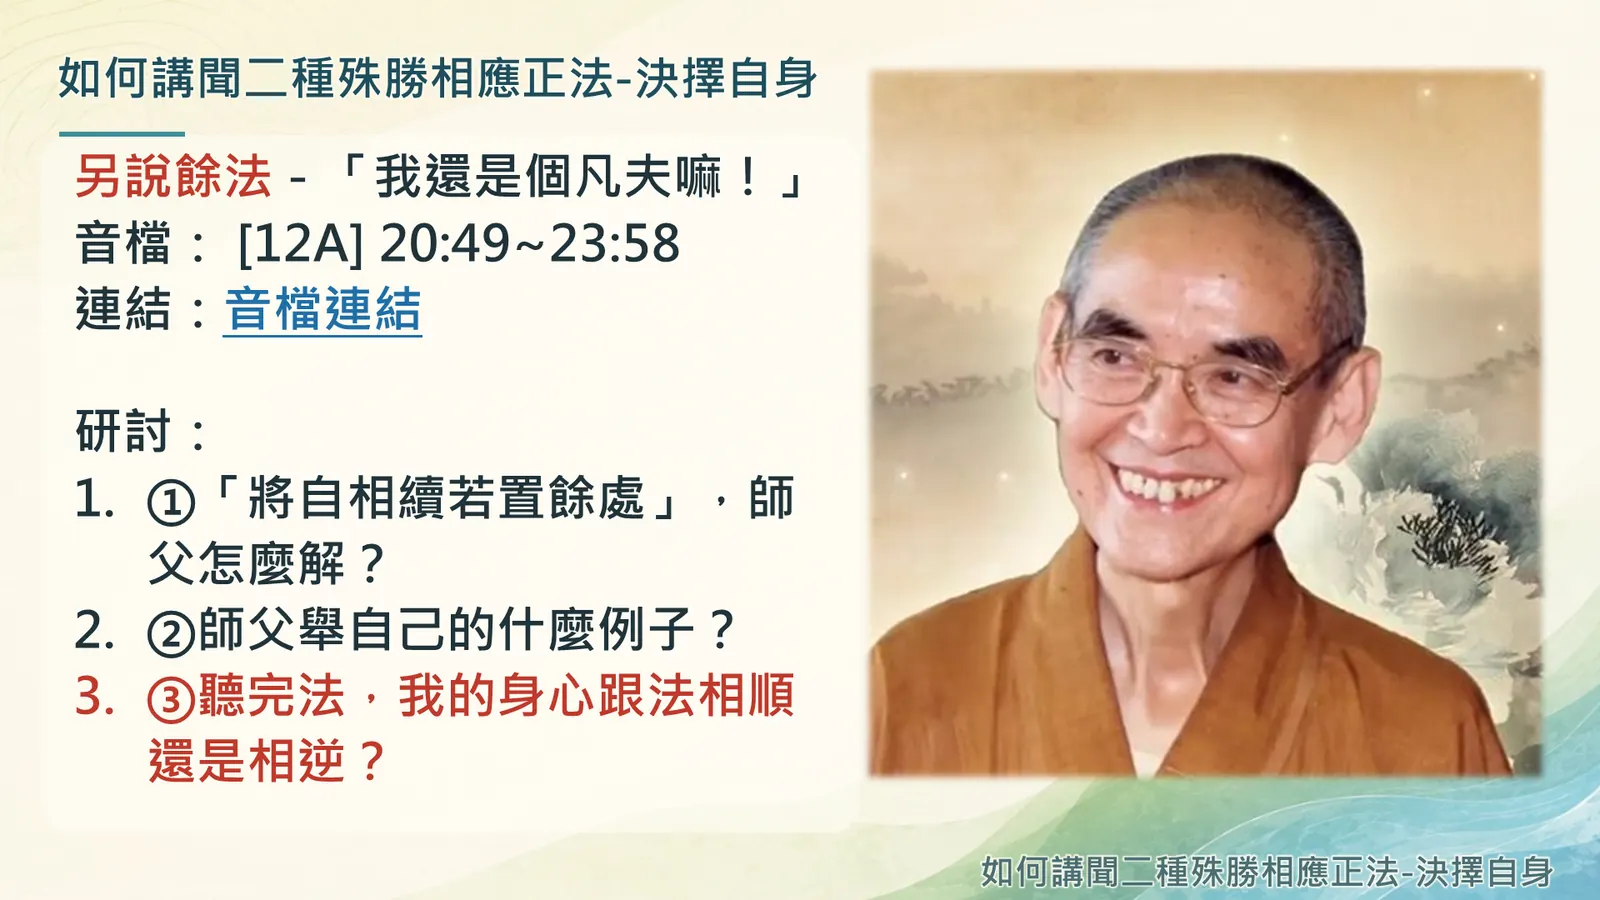 如何講聞二種殊勝相應正法-決擇自身
另說餘法 - 「我還是個凡夫嘛！」
音檔： [12A] 20:49~23:58
連結：音檔連結
研討：
1. ①「將自相續若置餘處」，師
父怎麼解？
2. ②師父舉自己的什麼例子？
3. ③聽完法，我的身心跟法相順
還是相逆？
如何講聞二種殊勝相應正法-決擇自身